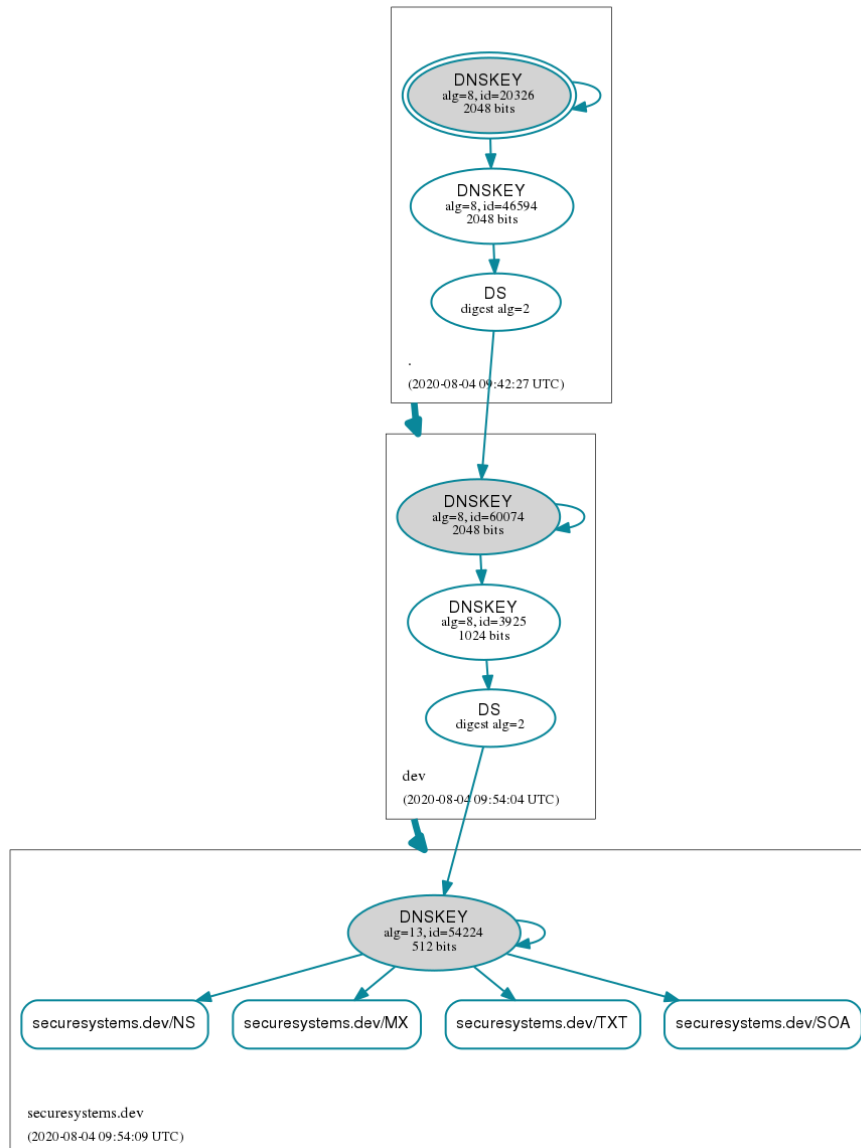 DNSKEY
alg=8, id=20326
2048 bits
DNSKEY
alg=8, id=46594
2048 bits
DS
digest alg=2
.
(2020-08-04 09:42:27 UTC)
DNSKEY
alg=8, id=60074
2048 bits
DNSKEY
alg=8, id=3925
1024 bits
DS
digest alg=2
dev
(2020-08-04 09:54:04 UTC)
DNSKEY
alg=13, id=54224
512 bits
securesystems.dev/NS
securesystems.dev/MX
securesystems.dev/TXT
securesystems.dev/SOA
securesystems.dev
(2020-08-04 09:54:09 UTC)